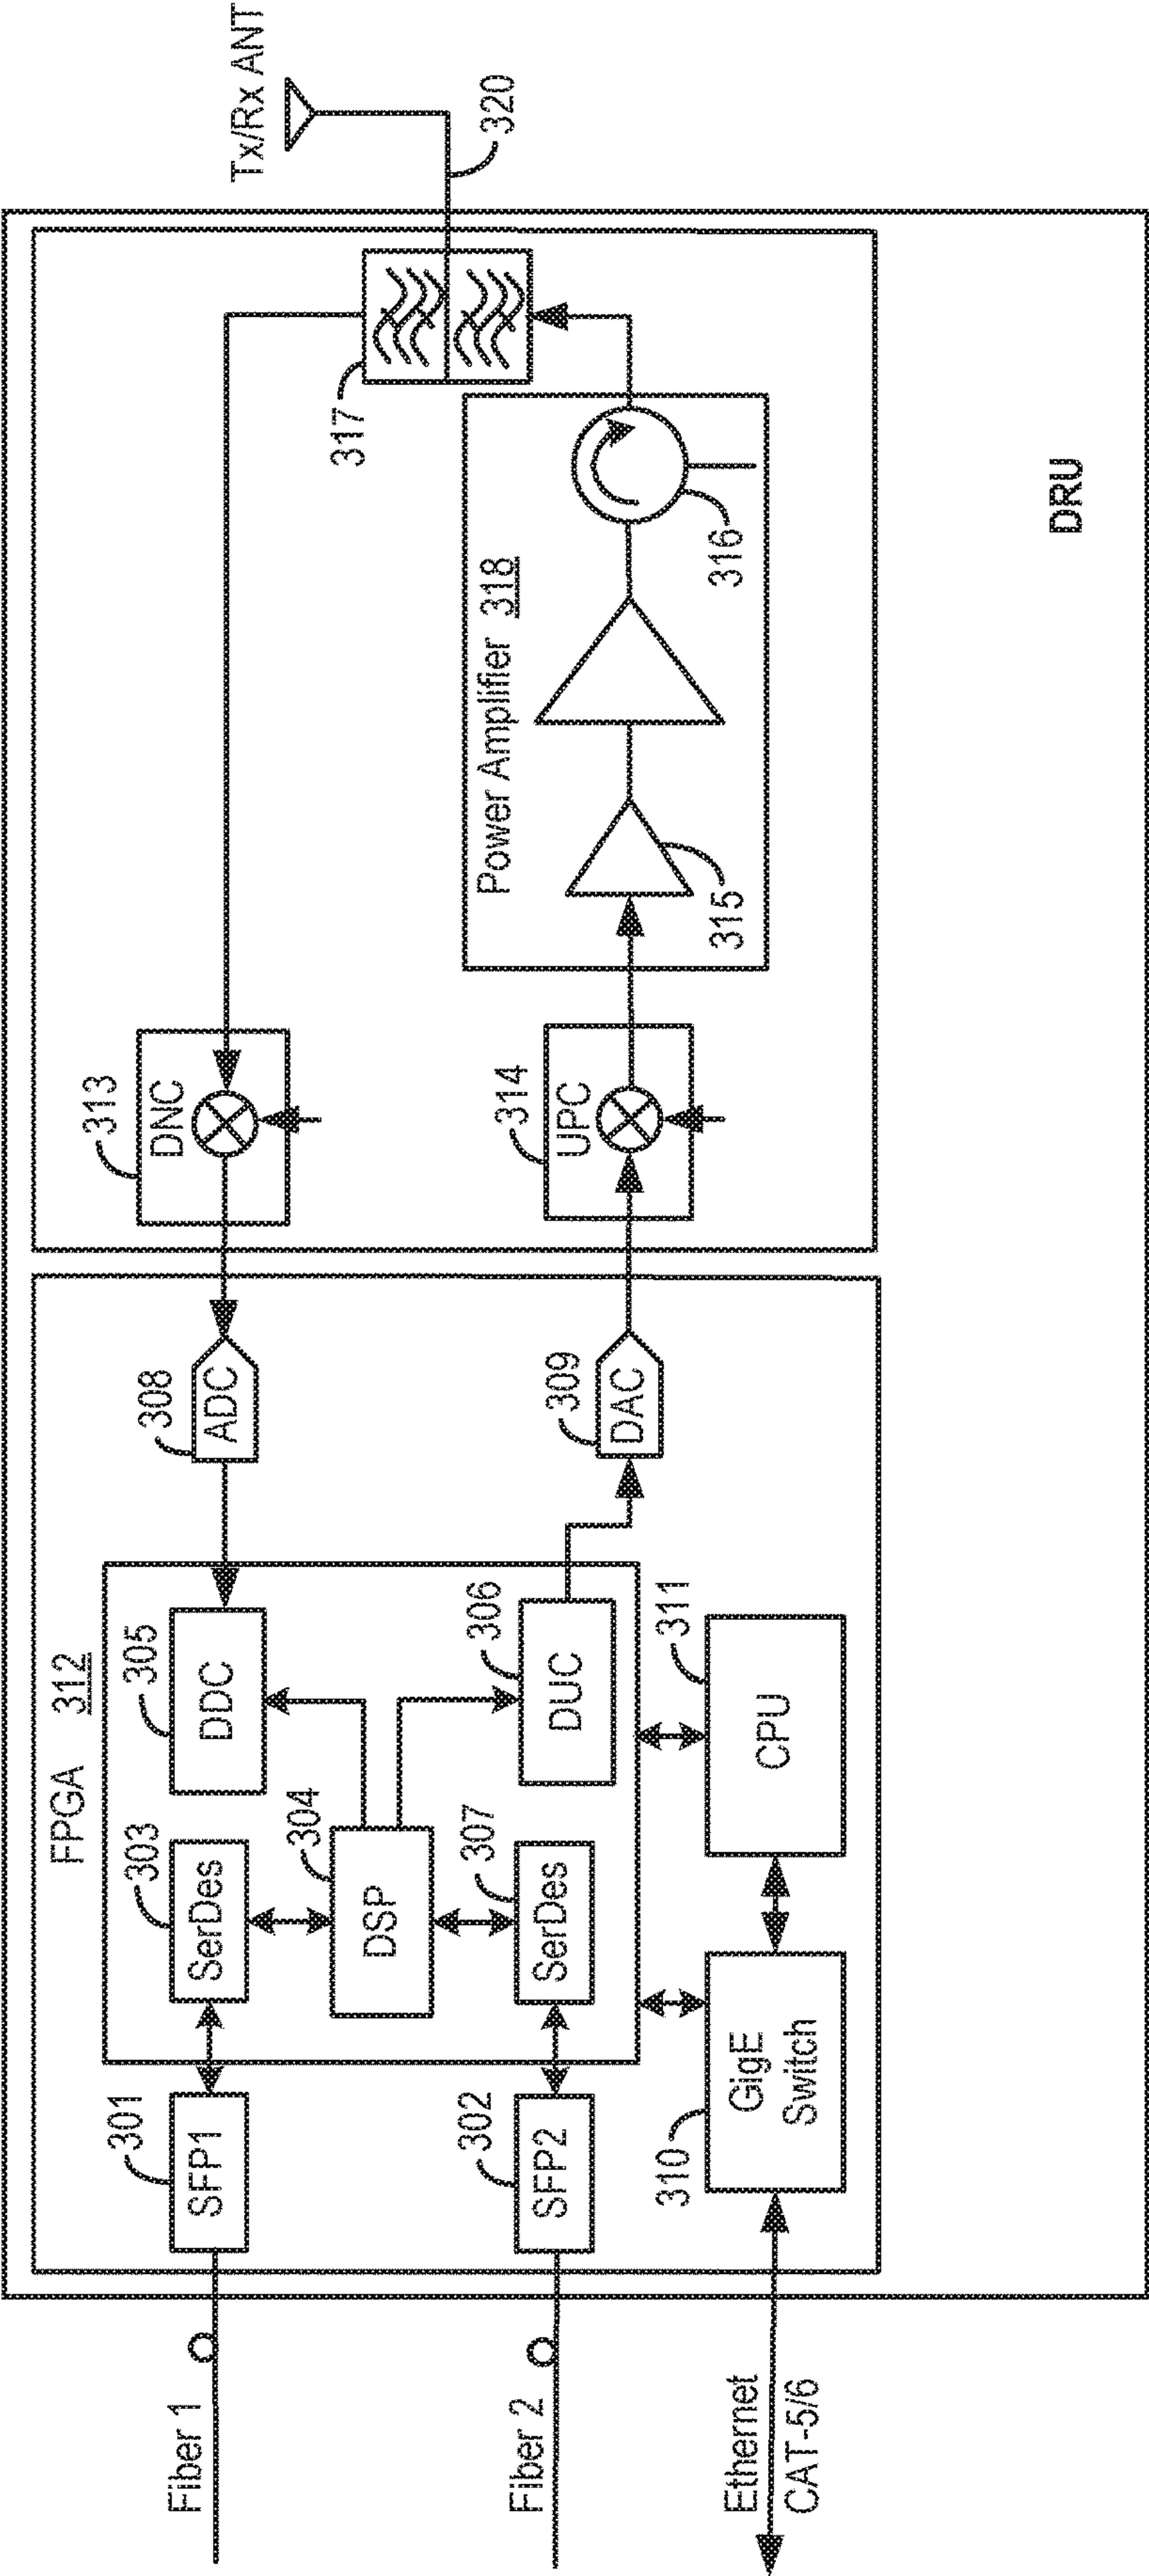 Fiber 1
Fiber 2
Ethernet
CAT-5/6
FPGA 312
301
SFP1
302
SFP2
303
SerDes
304
DSP
307
SerDes
305
DDC
306
DUC
310
GigE
Switch
311
CPU
308
ADC
309
DAC
313
DNC
314
UPC
Power Amplifier 318
315
316
317
320
Tx/Rx ANT
DRU